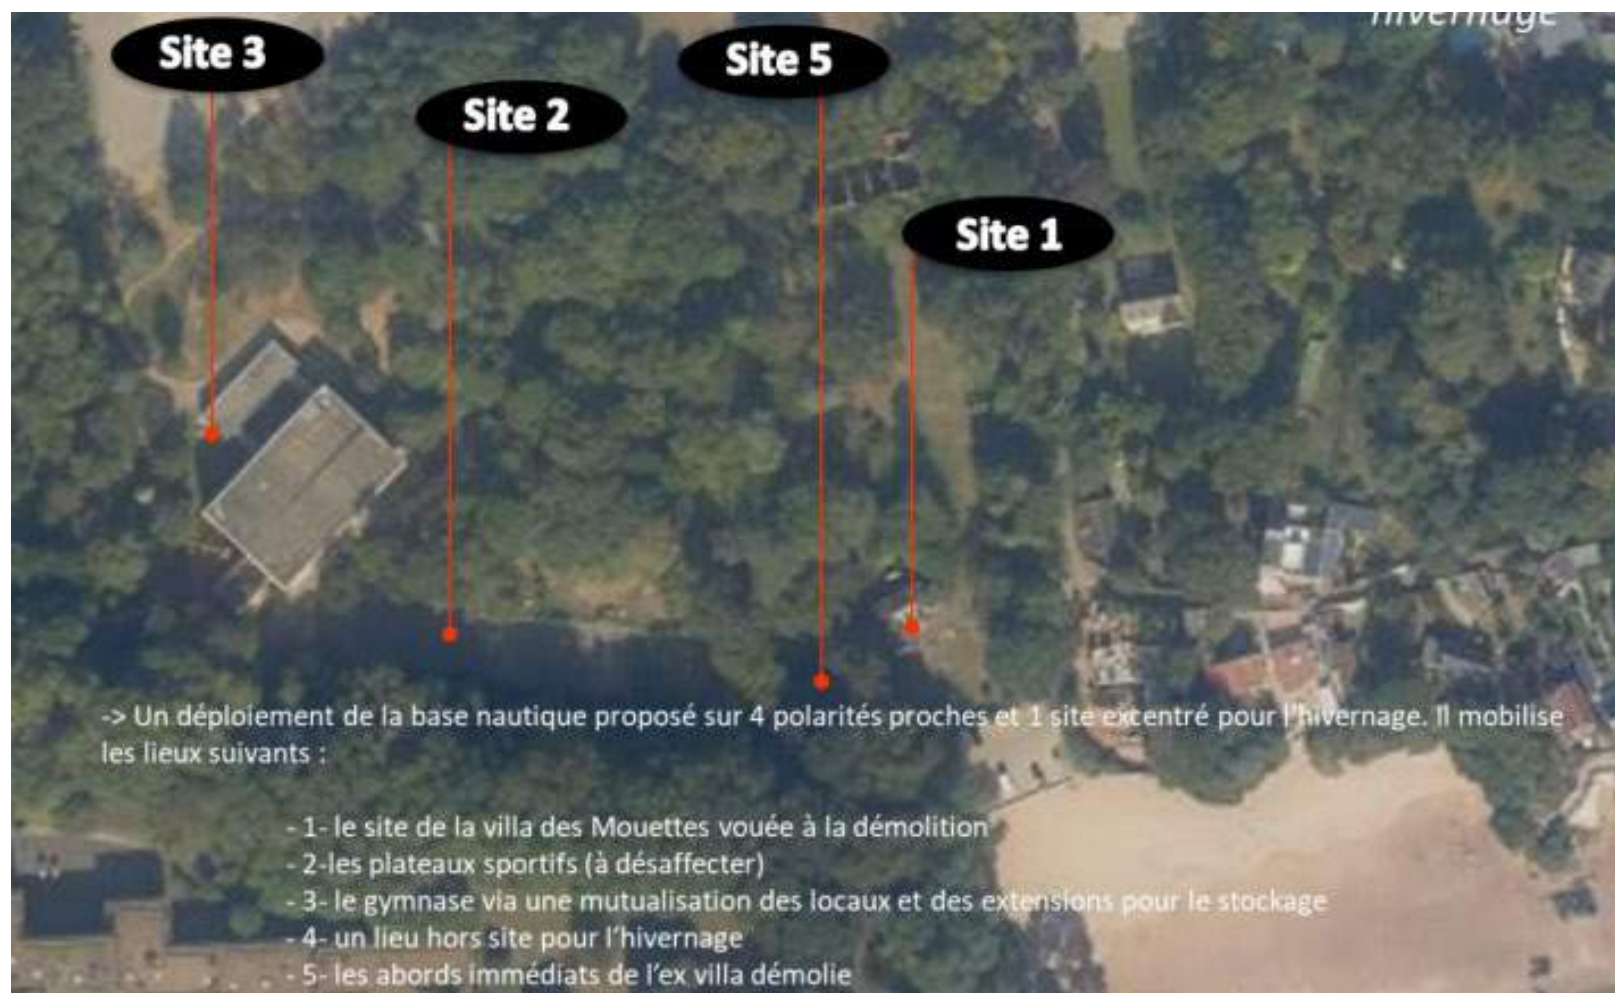 hivernage
Site 3
Site 5
Site 2
Site 1
-> Un déploiement de la base nautique proposé sur 4 polarités proches et 1 site excentré pour l'hivernage. Il mobilise
les lieux suivants :
- 1- le site de la villa des Mouettes vouée à la démolition
- 2-les plateaux sportifs (à désaffecter)
- 3- le gymnase via une mutualisation des locaux et des extensions pour le stockage
- 4- un lieu hors site pour l'hivernage
- 5- les abords immédiats de l'ex villa démolie